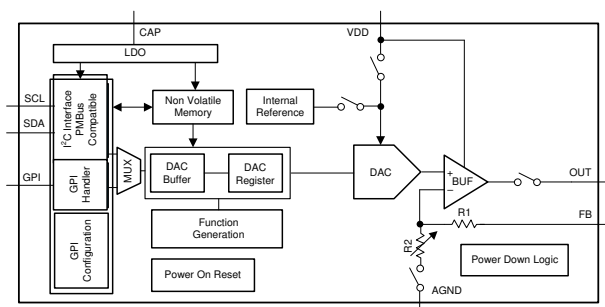 CAP
VDD
LDO
SCL
SDA
GPI
I²C Interface
PMBus
Compatible
Non Volatile
Memory
Internal
Reference
MUX
GPI
Handler
DAC
Buffer
DAC
Register
DAC
+
−
BUF
OUT
FB
R1
R2
Function
Generation
GPI
Configuration
Power On Reset
Power Down Logic
AGND